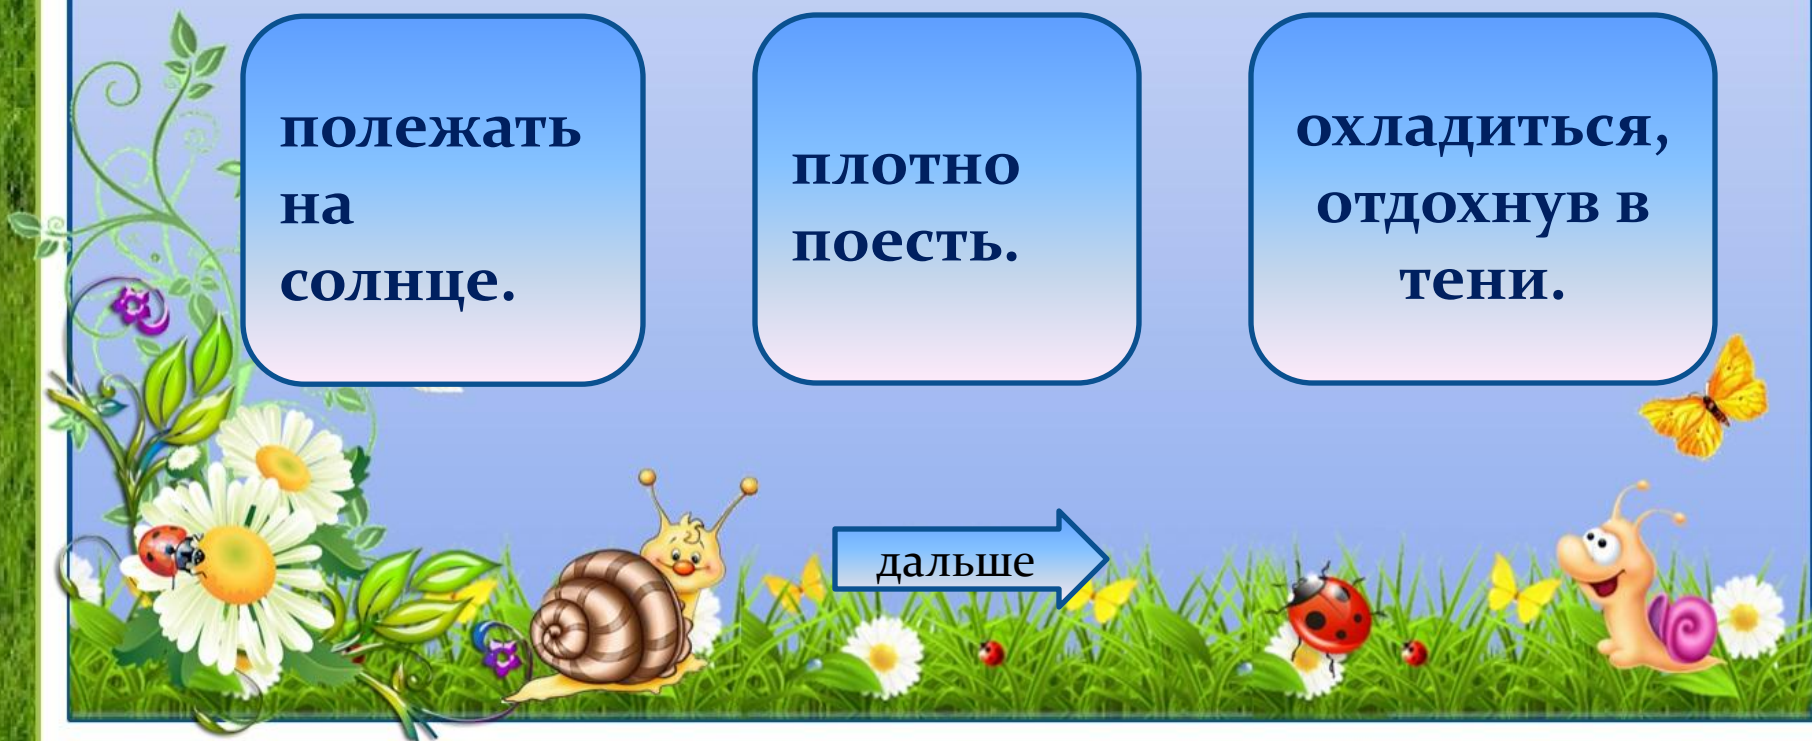 полежать
на
солнце.
плотно
поесть.
охладиться,
отдохнув в
тени.
дальше